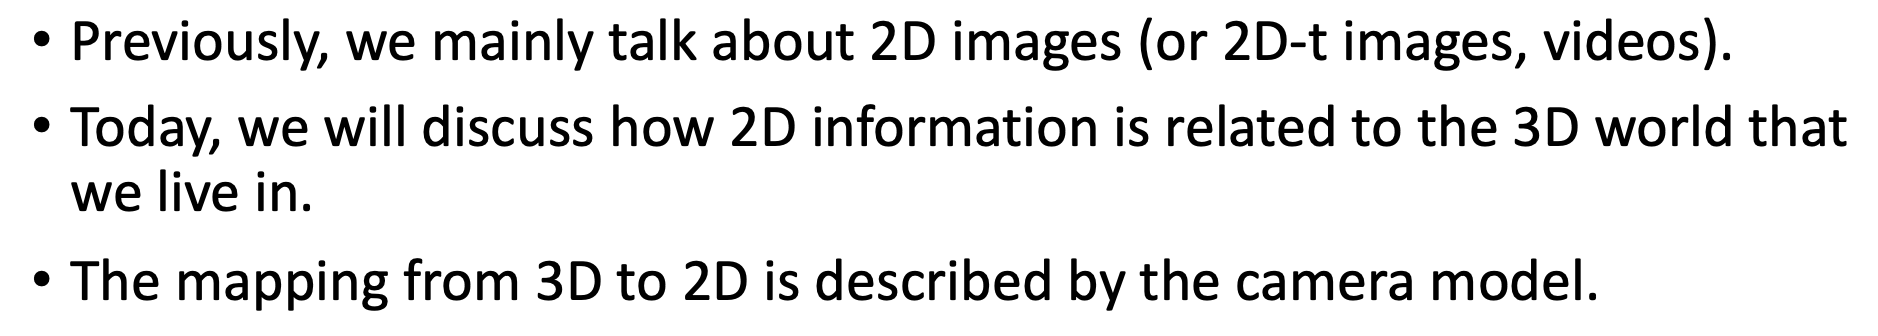 • Previously, we mainly talk about 2D images (or 2D-t images, videos).
• Today, we will discuss how 2D information is related to the 3D world that
we live in.
• The mapping from 3D to 2D is described by the camera model.